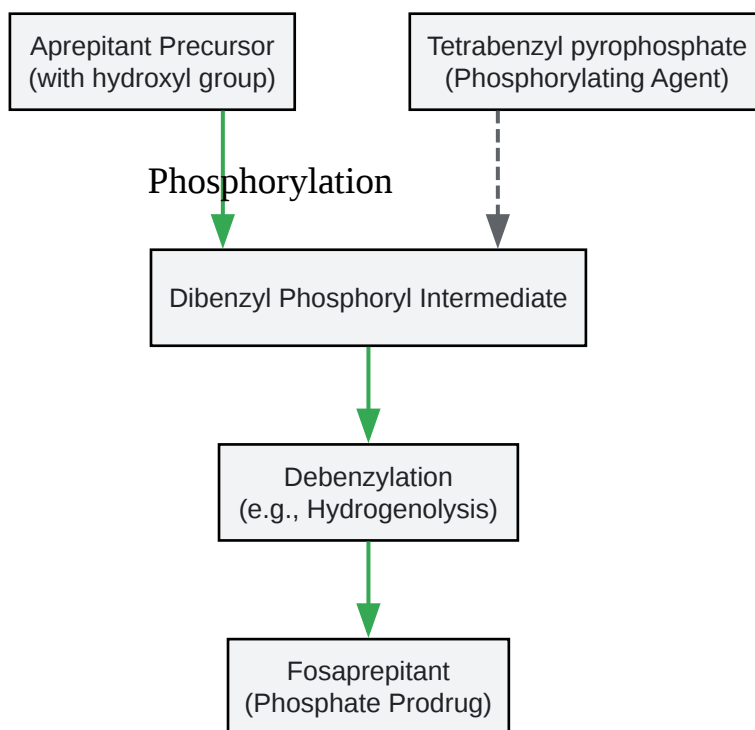 Aprepitant Precursor
(with hydroxyl group)
Tetrabenzyl pyrophosphate
(Phosphorylating Agent)
Phosphorylation
Dibenzyl Phosphoryl Intermediate
Debenzylation
(e.g., Hydrogenolysis)
Fosaprepitant
(Phosphate Prodrug)